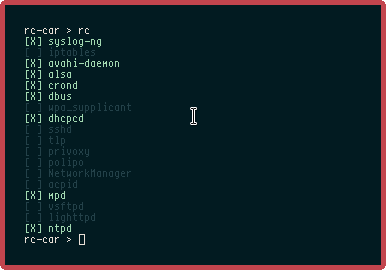 rc-car > rc
[X] syslog-ng
[ ] iptables
[X] avahi-daemon
[X] alsa
[X] crond
[X] dbus
[ ] wpa_supplicant
[X] dhcpcd
[ ] sshd
[ ] tlp
[ ] privoxy
[ ] polipo
[ ] NetworkManager
[ ] acpid
[X] mpd
[ ] vsftpd
[ ] lighttpd
[X] ntpd
rc-car >